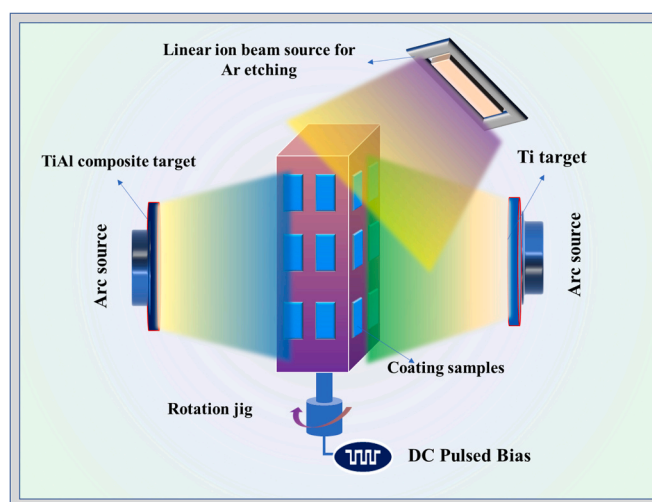 Linear ion beam source for
Ar etching
TiAl composite target
Ti target
Arc source
Arc source
Coating samples
Rotation jig
DC Pulsed Bias